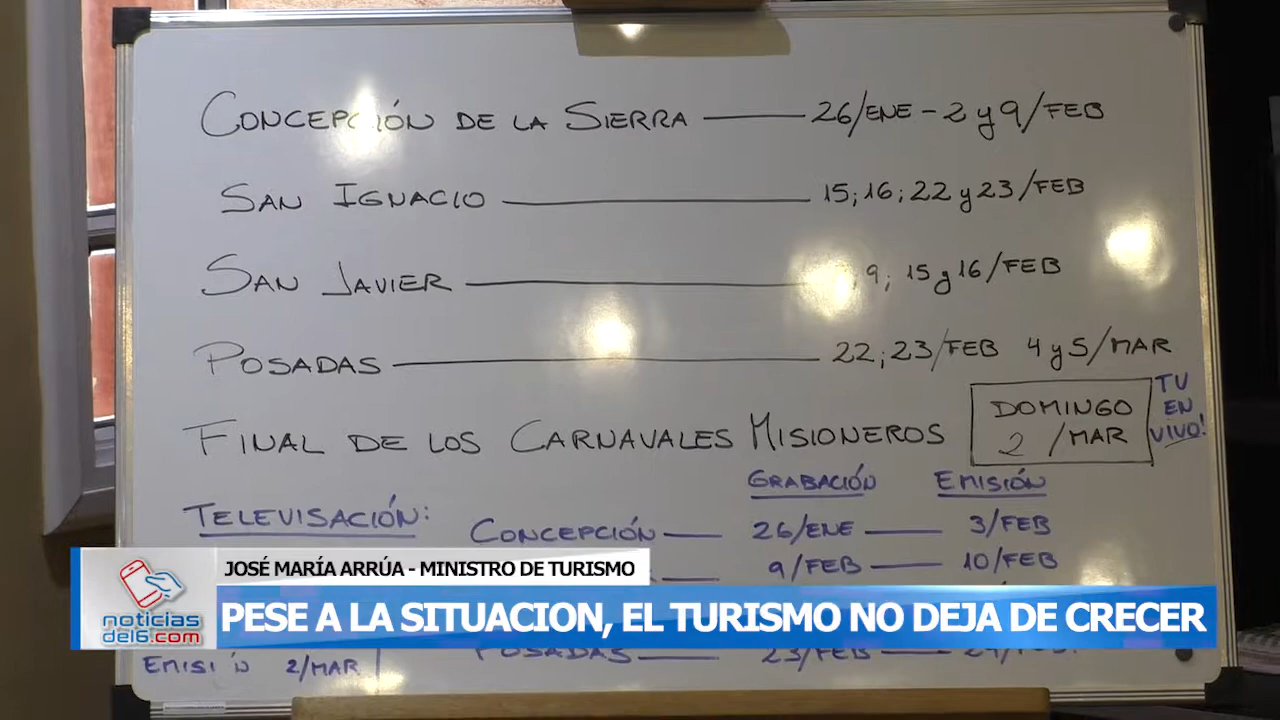 CONCEPCIÓN DE LA SIERRA 26/ENE - 2 y 9/FEB
SAN IGNACIO 15; 16; 22 y 23/FEB
SAN JAVIER 9; 15 y 16/FEB
POSADAS 22; 23/FEB 4 y 5/MAR
FINAL DE LOS CARNAVALES MISIONEROS DOMINGO
2/MAR
TV
EN
VIVO!
GRABACIÓN EMISIÓN
TELEVISACIÓN:
CONCEPCIÓN 26/ENE 3/FEB
9/FEB 10/FEB
JOSÉ MARÍA ARRÚA - MINISTRO DE TURISMO
noticias
del6.com
PESE A LA SITUACION, EL TURISMO NO DEJA DE CRECER
POSADAS 23/FEB
2/MAR